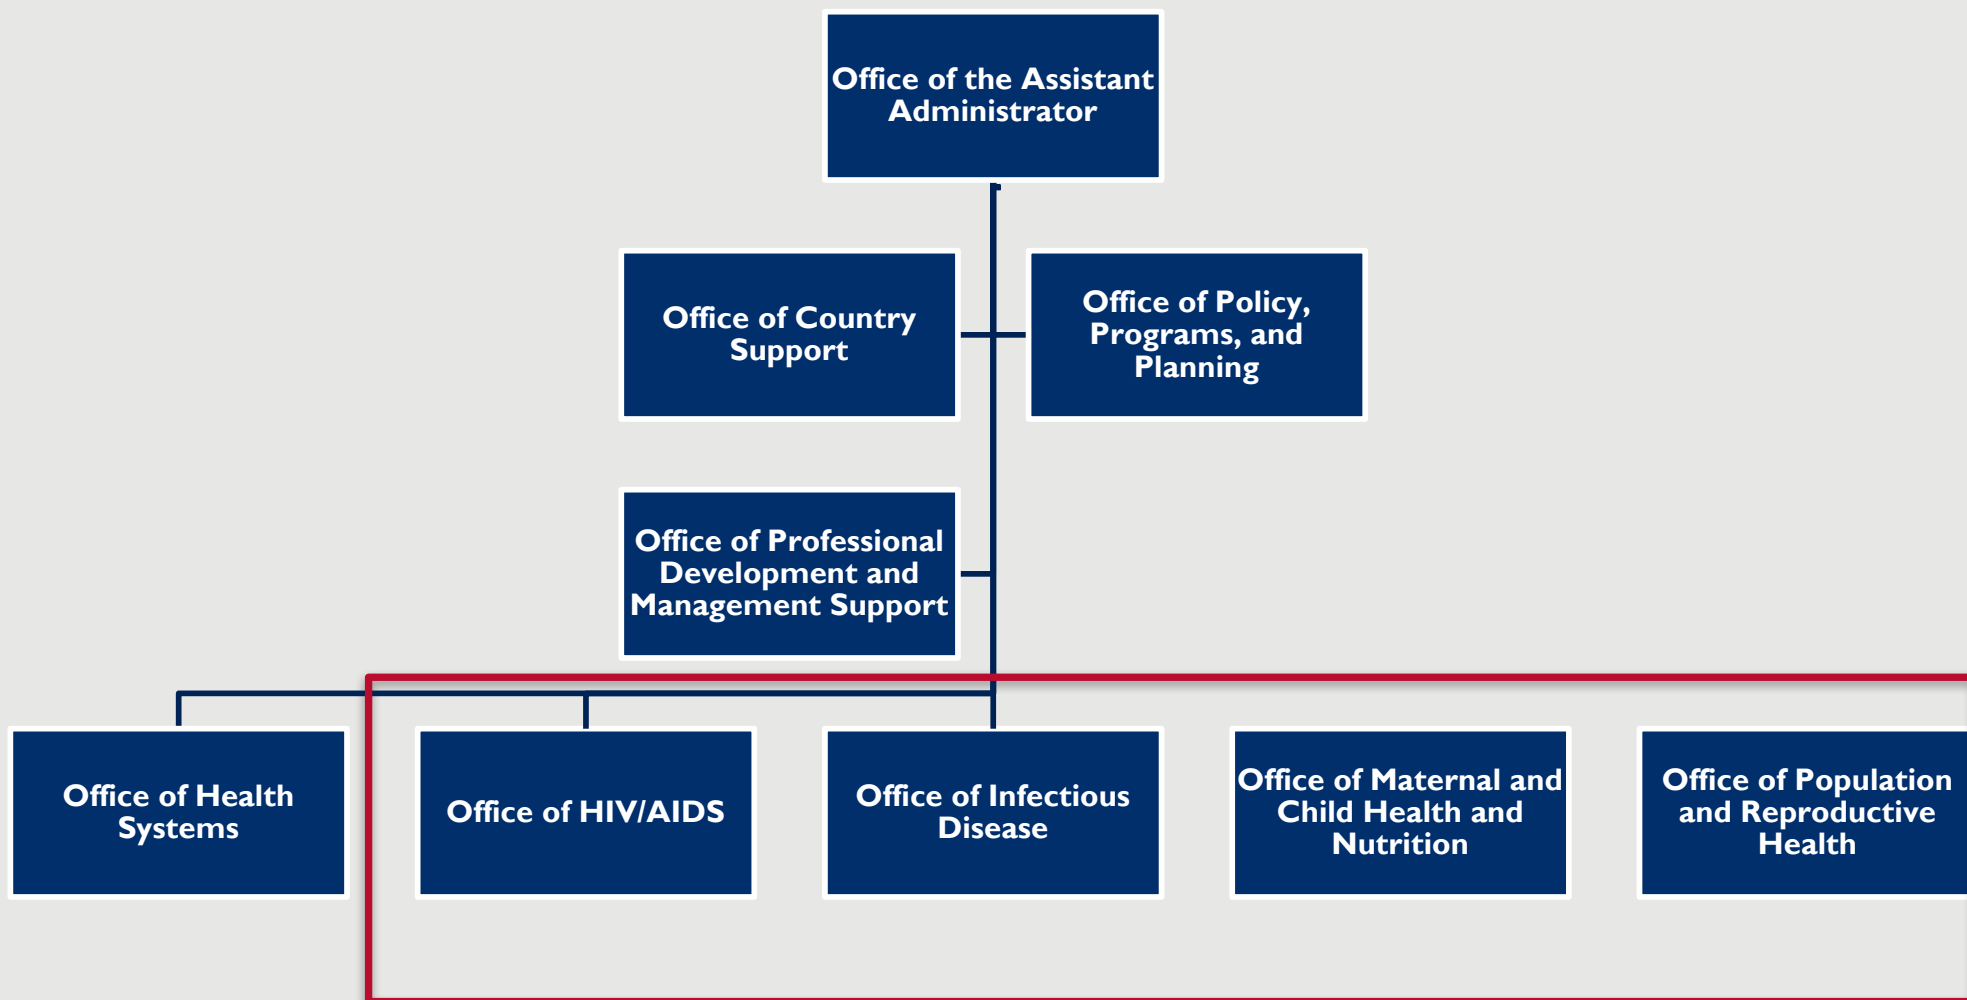 Office of the Assistant
Administrator
Office of Country
Support
Office of Policy,
Programs, and
Planning
Office of Professional
Development and
Management Support
Office of Health
Systems
Office of HIV/AIDS
Office of Infectious
Disease
Office of Maternal and
Child Health and
Nutrition
Office of Population
and Reproductive
Health